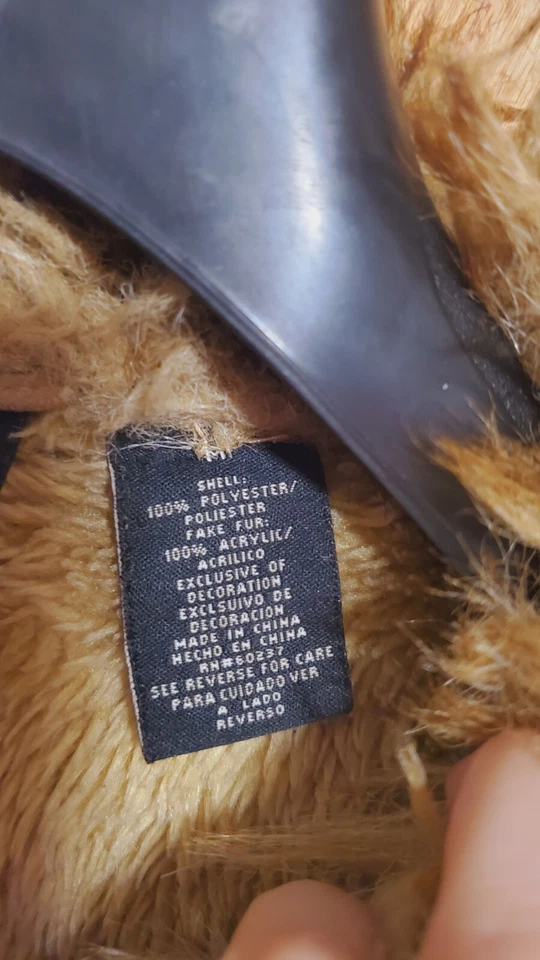 SHELL:
100% POLYESTER/
POLIESTER
FAKE FUR:
100% ACRYLIC/
ACRILICO
EXCLUSIVE OF
DECORATION
EXCLSUIVO DE
DECORACION
MADE IN CHINA
HECHO EN CHINA
RN#60237
SEE REVERSE FOR CARE
PARA CUIDADO VER
A LADO
REVERSO